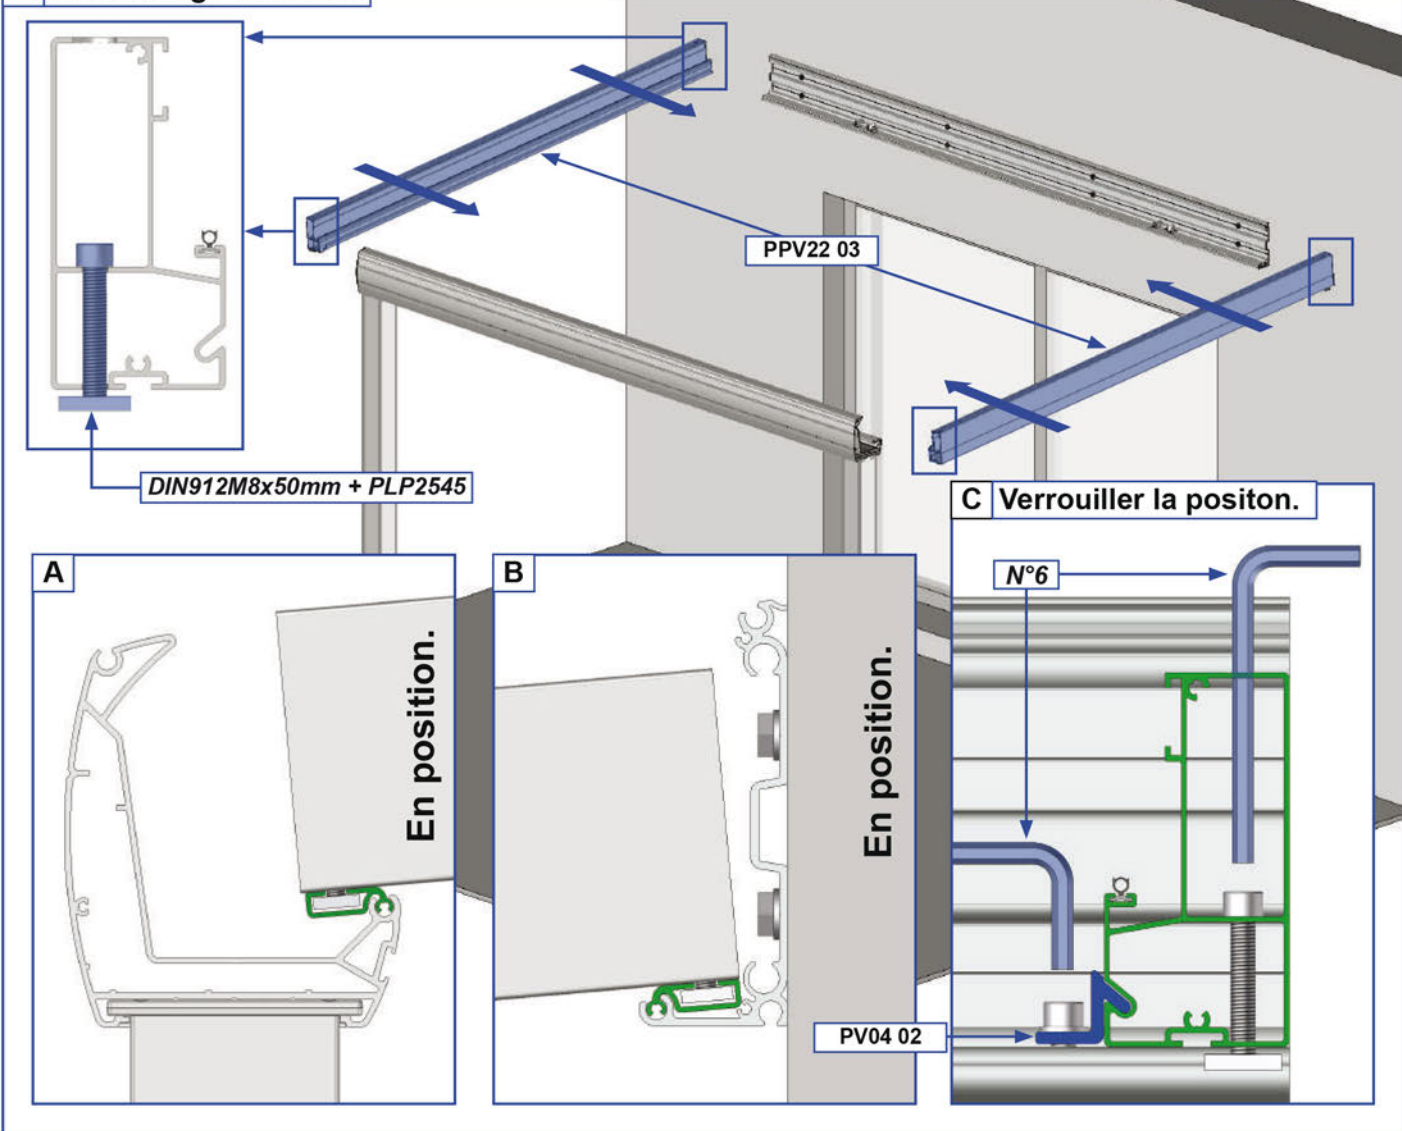 PPV22 03
DIN912M8x50mm + PLP2545
C Verrouiller la positon.
A
B
N°6
En position.
En position.
PV04 02